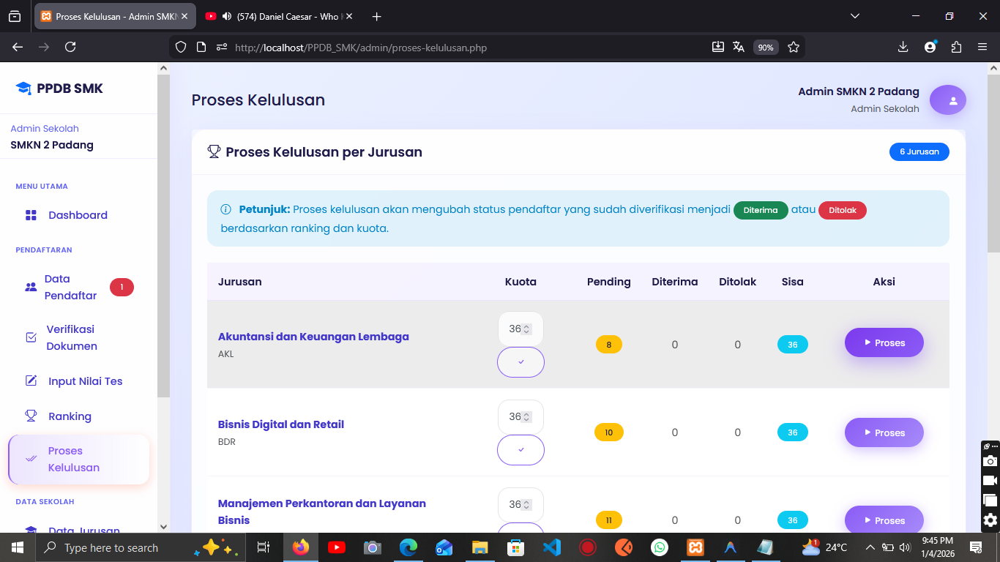 Proses Kelulusan - Admin SMKN
(574) Daniel Caesar - Who
http://localhost/PPDB_SMK/admin/proses-kelulusan.php
90%
PPDB SMK
Admin Sekolah
SMKN 2 Padang
MENU UTAMA
Dashboard
PENDAFTARAN
Data
Pendaftar
1
Verifikasi
Dokumen
Input Nilai Tes
Ranking
Proses
Kelulusan
DATA SEKOLAH
Data Jurusan
Proses Kelulusan
Admin SMKN 2 Padang
Admin Sekolah
Proses Kelulusan per Jurusan
6 Jurusan
Petunjuk: Proses kelulusan akan mengubah status pendaftar yang sudah diverifikasi menjadi Diterima atau Ditolak
berdasarkan ranking dan kuota.
Jurusan Kuota Pending Diterima Ditolak Sisa Aksi
Akuntansi dan Keuangan Lembaga
AKL
36 8 0 0 36 Proses
Bisnis Digital dan Retail
BDR
36 10 0 0 36 Proses
Manajemen Perkantoran dan Layanan
Bisnis
36 11 0 0 36 Proses
Type here to search
1
24°C
9:45 PM
1/4/2026